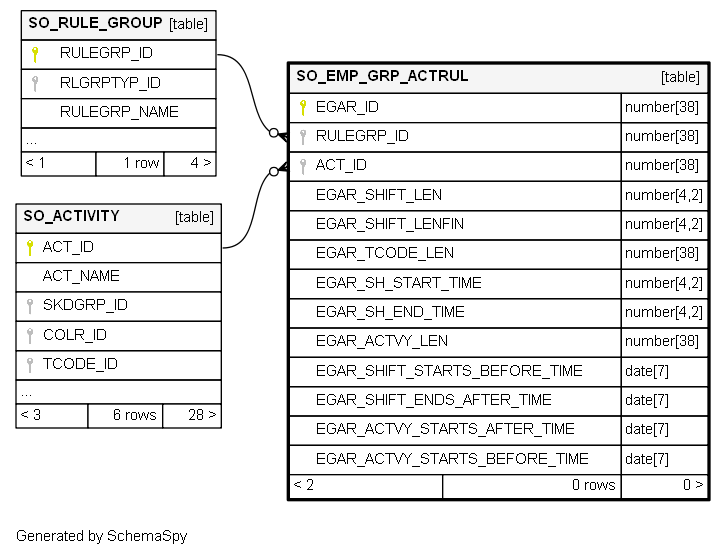 SO_RULE_GROUP [table]
RULEGRP_ID
RLGRPTYP_ID
RULEGRP_NAME
...
< 1 1 row 4 >
SO_ACTIVITY [table]
ACT_ID
ACT_NAME
SKDGRP_ID
COLR_ID
TCODE_ID
...
< 3 6 rows 28 >
SO_EMP_GRP_ACTRUL [table]
EGAR_ID number[38]
RULEGRP_ID number[38]
ACT_ID number[38]
EGAR_SHIFT_LEN number[4,2]
EGAR_SHIFT_LENFIN number[4,2]
EGAR_TCODE_LEN number[38]
EGAR_SH_START_TIME number[4,2]
EGAR_SH_END_TIME number[4,2]
EGAR_ACTVY_LEN number[38]
EGAR_SHIFT_STARTS_BEFORE_TIME date[7]
EGAR_SHIFT_ENDS_AFTER_TIME date[7]
EGAR_ACTVY_STARTS_AFTER_TIME date[7]
EGAR_ACTVY_STARTS_BEFORE_TIME date[7]
< 2 0 rows 0 >
Generated by SchemaSpy